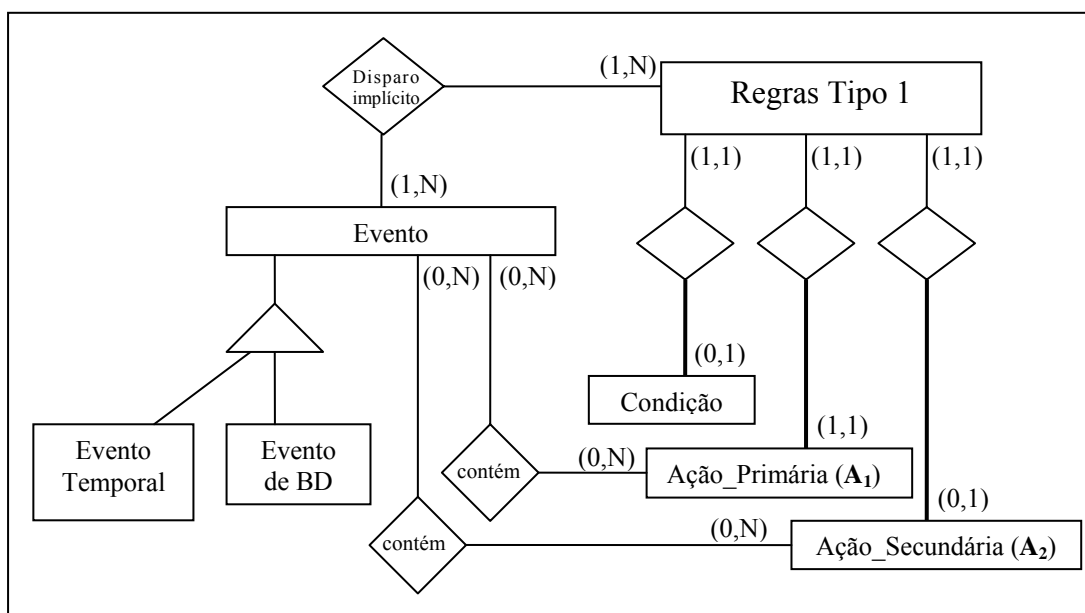 Disparo
implícito
(1,N)
Regras Tipo 1
(1,1)
(1,1)
(1,1)
(1,N)
Evento
(0,N)
(0,N)
(0,1)
Condição
Evento
Temporal
Evento
de BD
contém
(0,N)
(1,1)
Ação_Primária (A₁)
contém
(0,N)
(0,1)
Ação_Secundária (A₂)